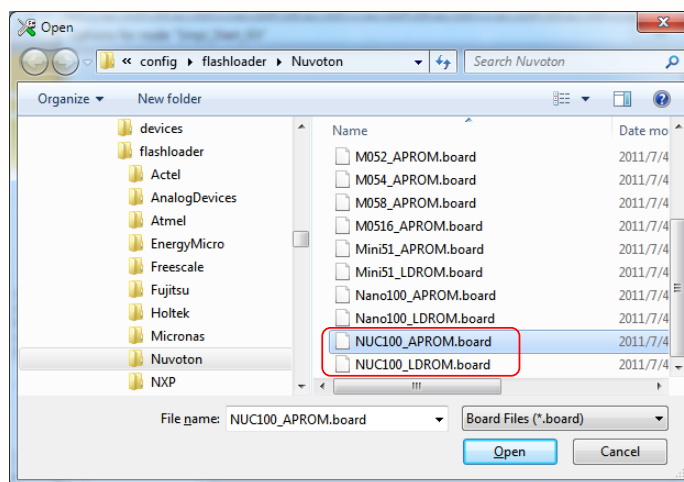 Open
« config ▸ flashloader ▸ Nuvoton
Search Nuvoton
Organize ▾ New folder
devices
flashloader
Actel
AnalogDevices
Atmel
EnergyMicro
Freescale
Fujitsu
Holtek
Micronas
Nuvoton
NXP
Name Date mo
M052_APROM.board 2011/7/4
M054_APROM.board 2011/7/4
M058_APROM.board 2011/7/4
M0516_APROM.board 2011/7/4
Mini51_APROM.board 2011/7/4
Mini51_LDROM.board 2011/7/4
Nano100_APROM.board 2011/7/4
Nano100_LDROM.board 2011/7/4
NUC100_APROM.board 2011/7/4
NUC100_LDROM.board 2011/7/4
File name: NUC100_APROM.board Board Files (*.board)
Open Cancel